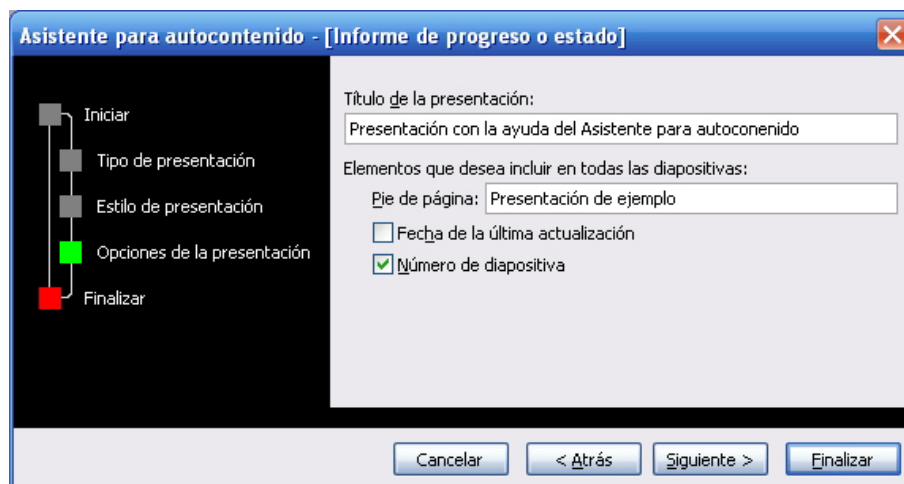 Asistente para autocontenido - [Informe de progreso o estado]
Iniciar
Tipo de presentación
Estilo de presentación
Opciones de la presentación
Finalizar
Título de la presentación:
Presentación con la ayuda del Asistente para autoconenido
Elementos que desea incluir en todas las diapositivas:
Pie de página: Presentación de ejemplo
Fecha de la última actualización
Número de diapositiva
Cancelar < Atrás Siguiente > Finalizar